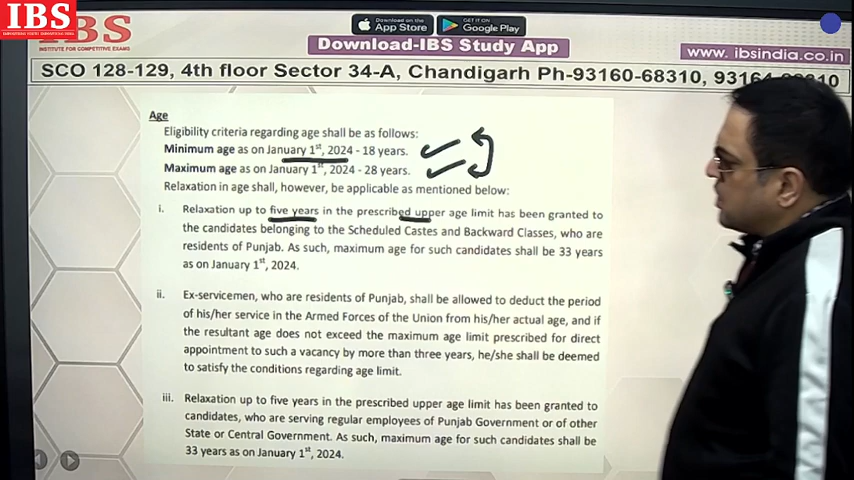 IBS
IBS
INSTITUTE FOR COMPETITIVE EXAMS
Download on the
App Store
GET IT ON
Google Play
Download-IBS Study App
www. ibsindia.co.in
SCO 128-129, 4th floor Sector 34-A, Chandigarh Ph-93160-68310, 93164
Age
Eligibility criteria regarding age shall be as follows:
Minimum age as on January 1st, 2024 - 18 years.
Maximum age as on January 1st, 2024 - 28 years.
Relaxation in age shall, however, be applicable as mentioned below:
i. Relaxation up to five years in the prescribed upper age limit has been granted to
the candidates belonging to the Scheduled Castes and Backward Classes, who are
residents of Punjab. As such, maximum age for such candidates shall be 33 years
as on January 1st, 2024.
ii. Ex-servicemen, who are residents of Punjab, shall be allowed to deduct the period
of his/her service in the Armed Forces of the Union from his/her actual age, and if
the resultant age does not exceed the maximum age limit prescribed for direct
appointment to such a vacancy by more than three years, he/she shall be deemed
to satisfy the conditions regarding age limit.
iii. Relaxation up to five years in the prescribed upper age limit has been granted to
candidates, who are serving regular employees of Punjab Government or of other
State or Central Government. As such, maximum age for such candidates shall be
33 years as on January 1st, 2024.